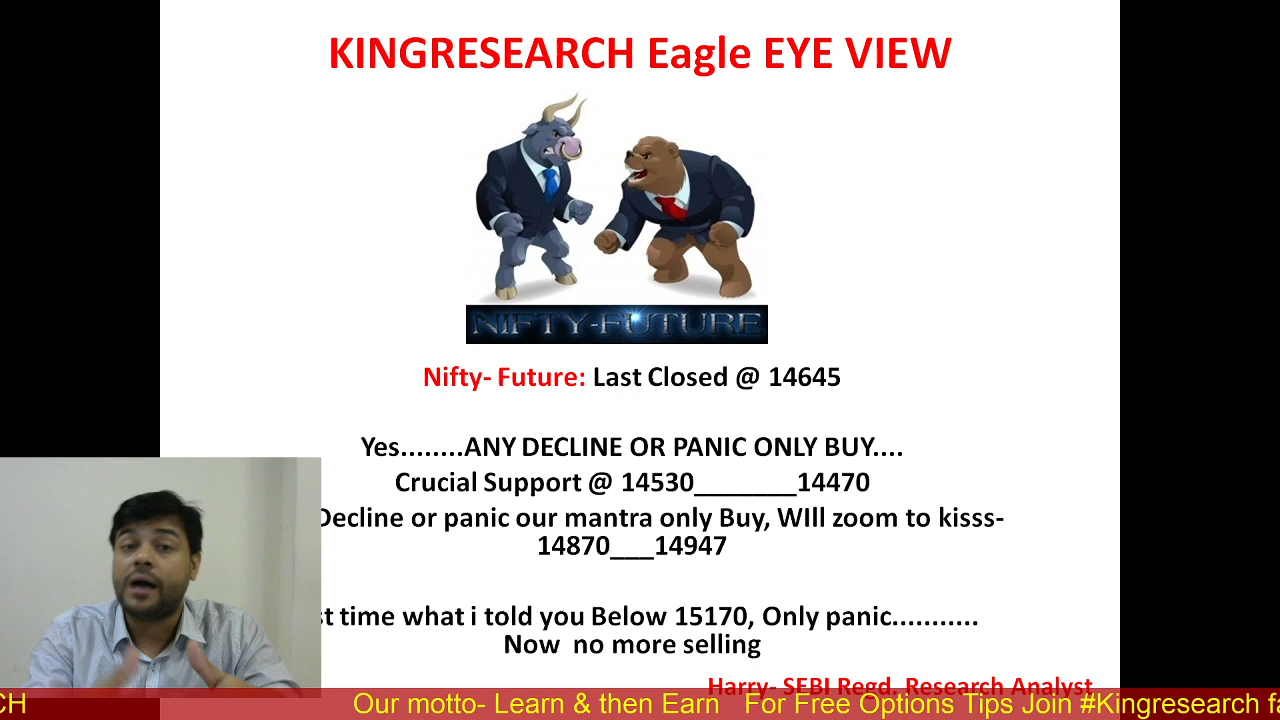 KINGRESEARCH Eagle EYE VIEW
NIFTY-FUTURE
Nifty- Future: Last Closed @ 14645
Yes........ANY DECLINE OR PANIC ONLY BUY....
Crucial Support @ 14530_______14470
Decline or panic our mantra only Buy, WIll zoom to kisss-
14870___14947
time what i told you Below 15170, Only panic...........
Now no more selling
Harry- SEBI Regd. Research Analyst
CH Our motto- Learn & then Earn For Free Options Tips Join #Kingresearch